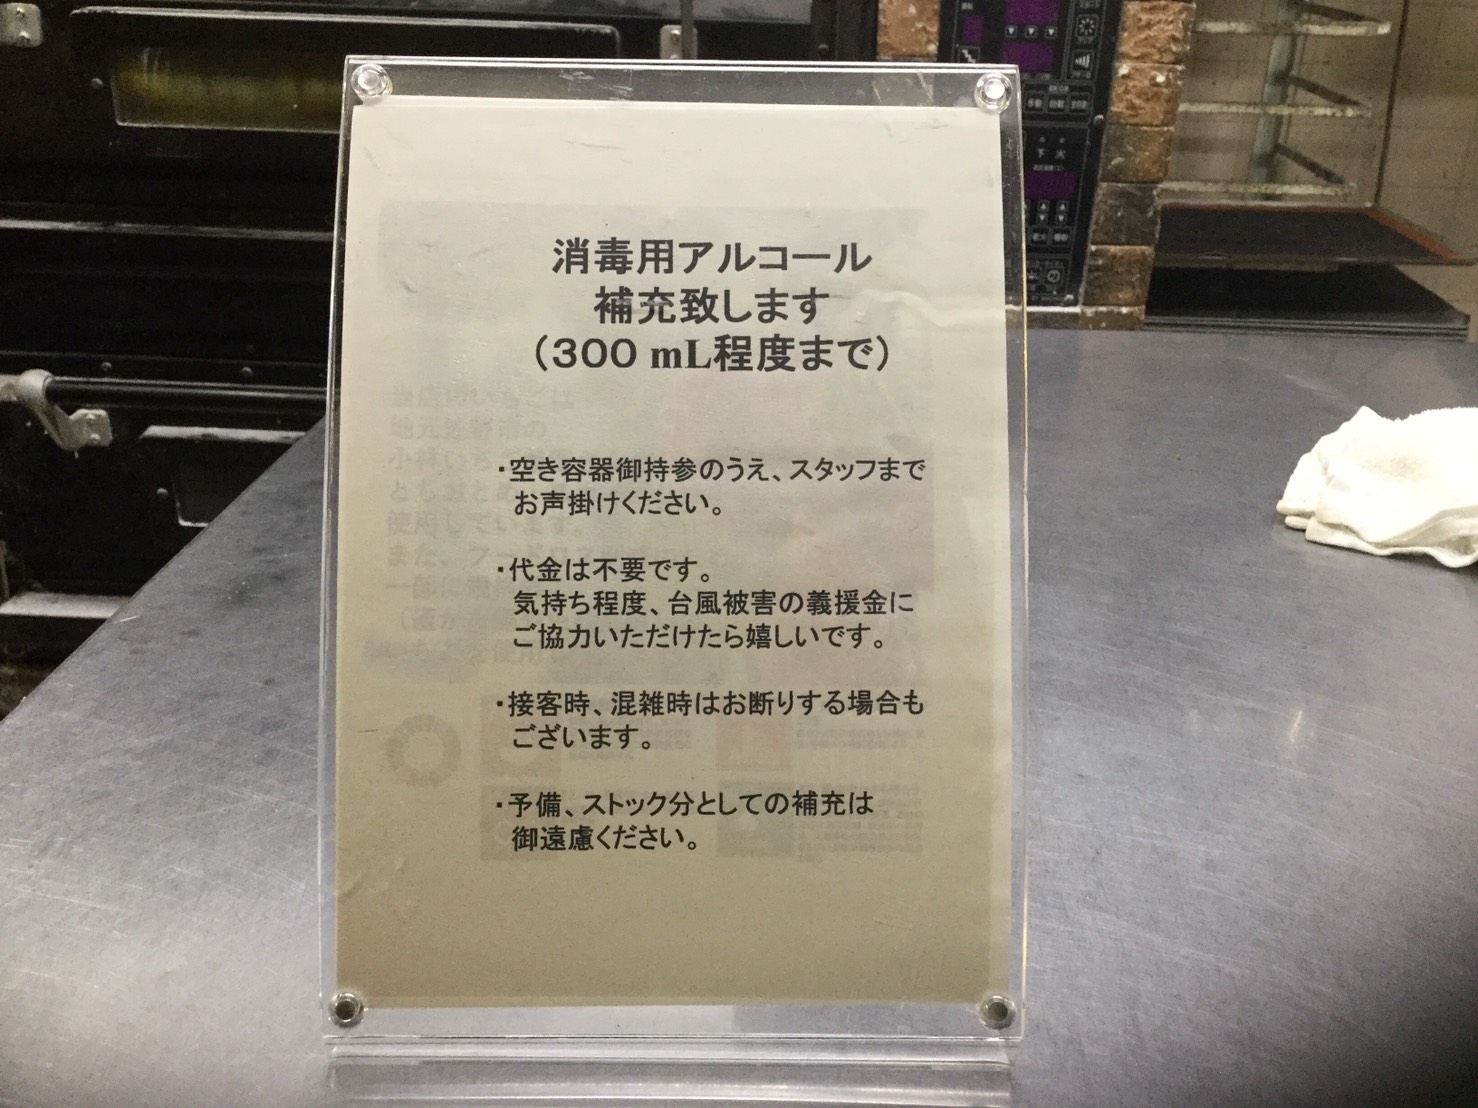 消毒用アルコール
補充致します
（３００ mL程度まで）
・空き容器御持参のうえ、スタッフまで
お声掛けください。
・代金は不要です。
気持ち程度、台風被害の義援金に
ご協力いただけたら嬉しいです。
・接客時、混雑時はお断りする場合も
ございます。
・予備、ストック分としての補充は
御遠慮ください。
下 火